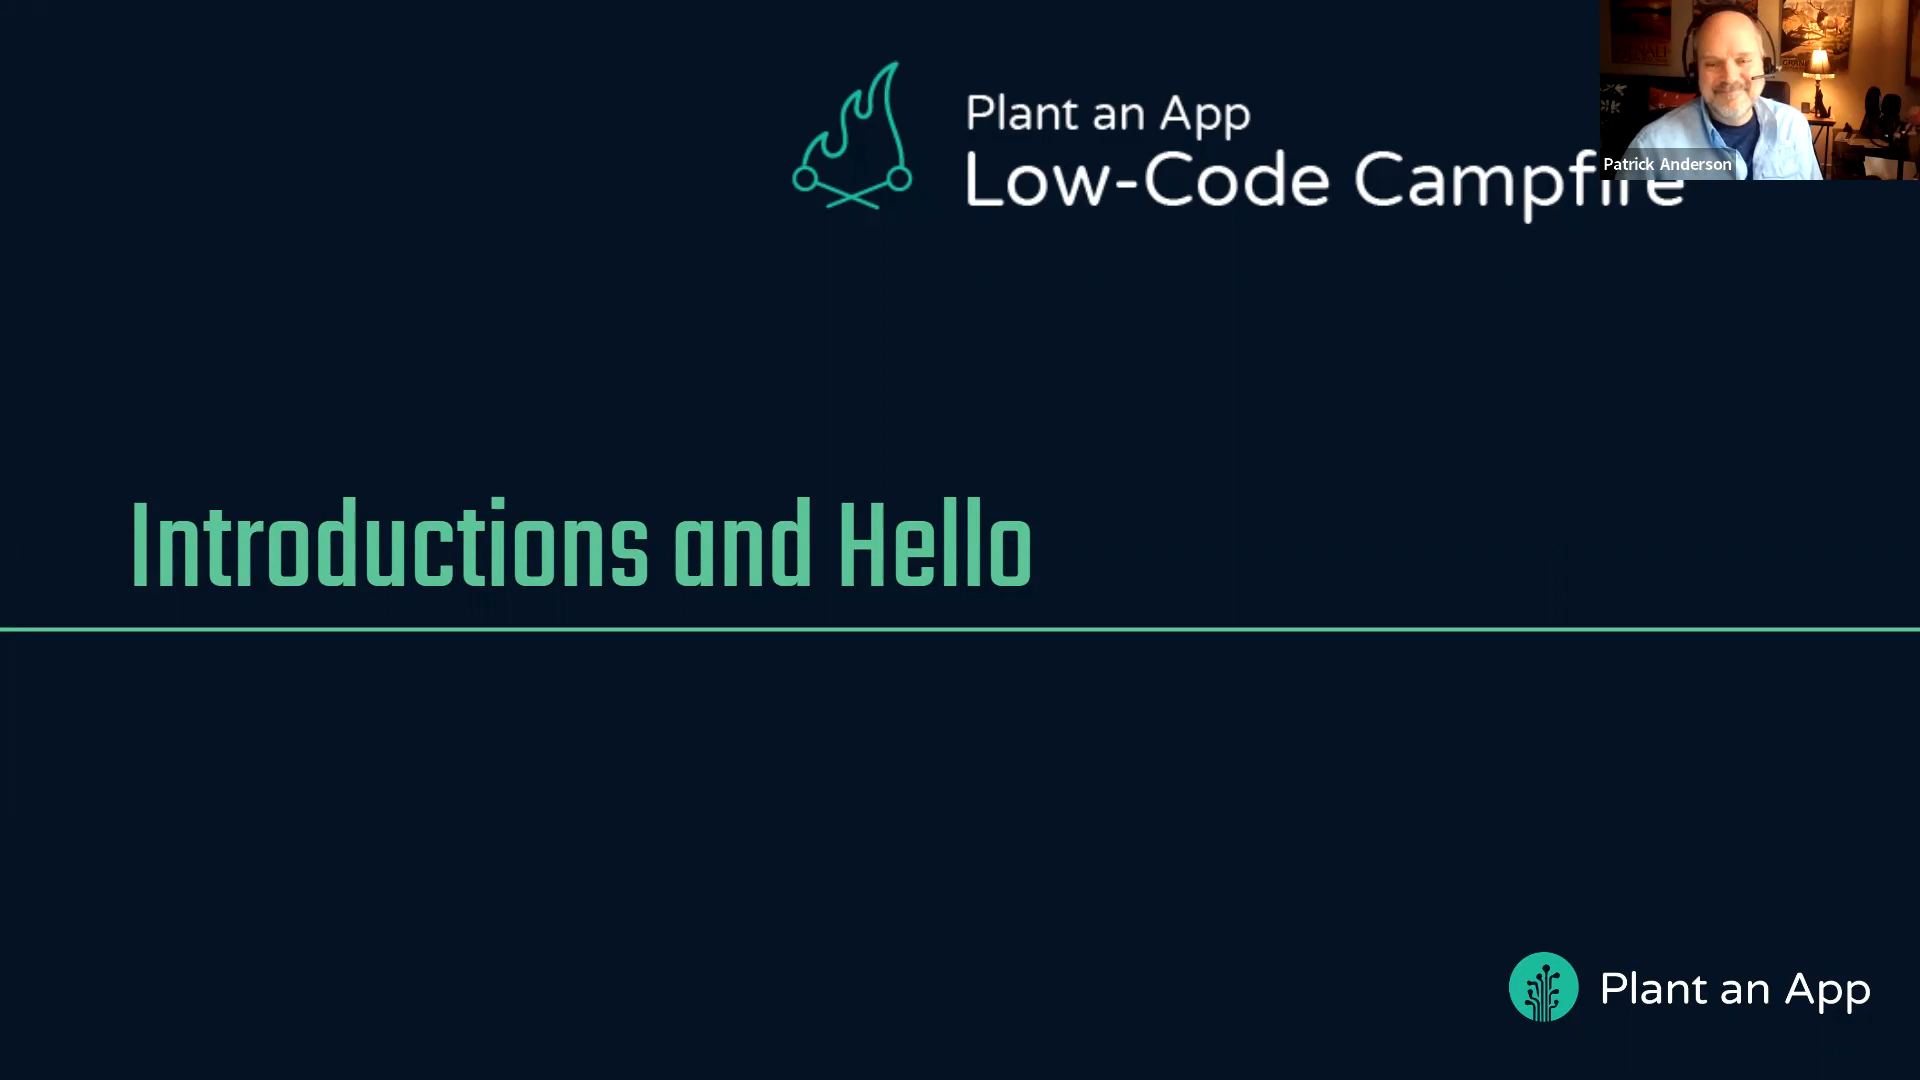 Plant an App
Low-Code Campfire
Patrick Anderson
Introductions and Hello
Plant an App